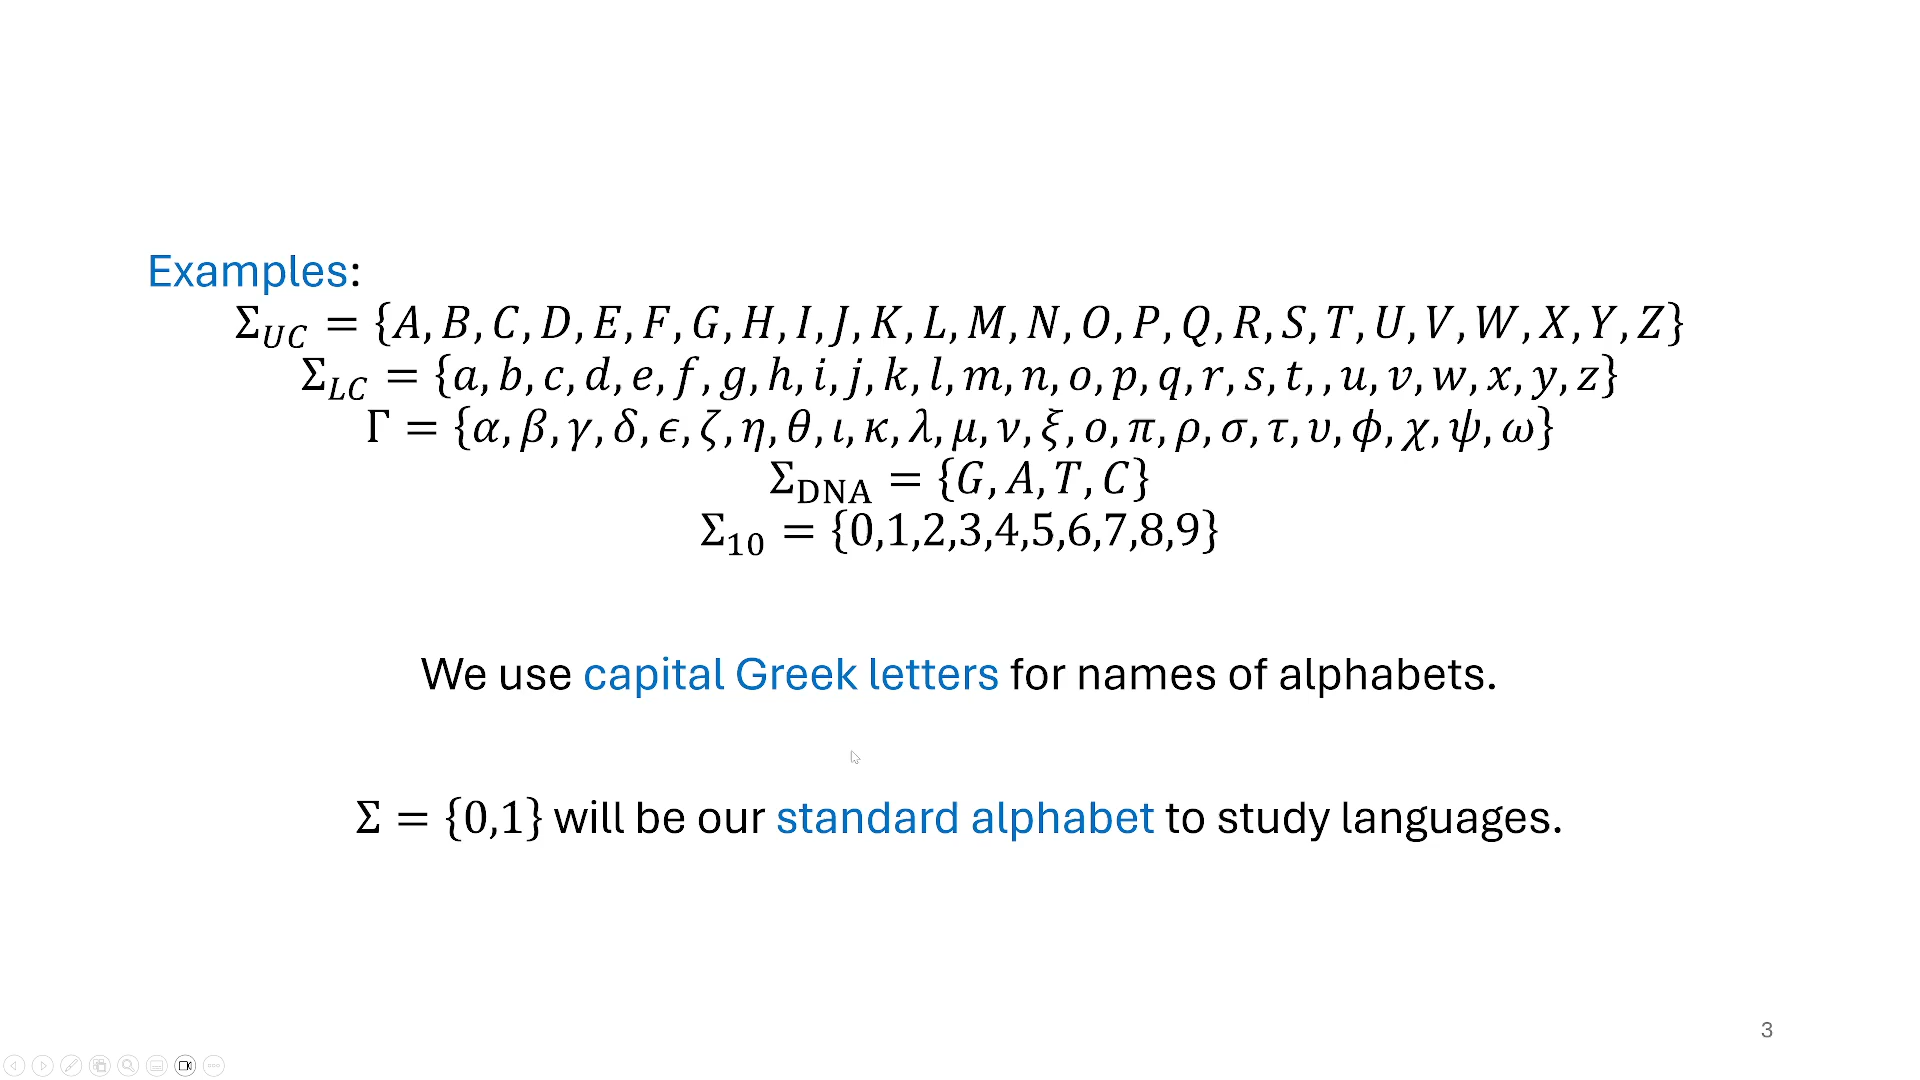 Examples:
Σ_UC = {A, B, C, D, E, F, G, H, I, J, K, L, M, N, O, P, Q, R, S, T, U, V, W, X, Y, Z}
Σ_LC = {a, b, c, d, e, f, g, h, i, j, k, l, m, n, o, p, q, r, s, t, , u, v, w, x, y, z}
Γ = {α, β, γ, δ, ϵ, ζ, η, θ, ι, κ, λ, μ, ν, ξ, ο, π, ρ, σ, τ, υ, ϕ, χ, ψ, ω}
Σ_DNA = {G, A, T, C}
Σ_10 = {0,1,2,3,4,5,6,7,8,9}
We use capital Greek letters for names of alphabets.
Σ = {0,1} will be our standard alphabet to study languages.
3